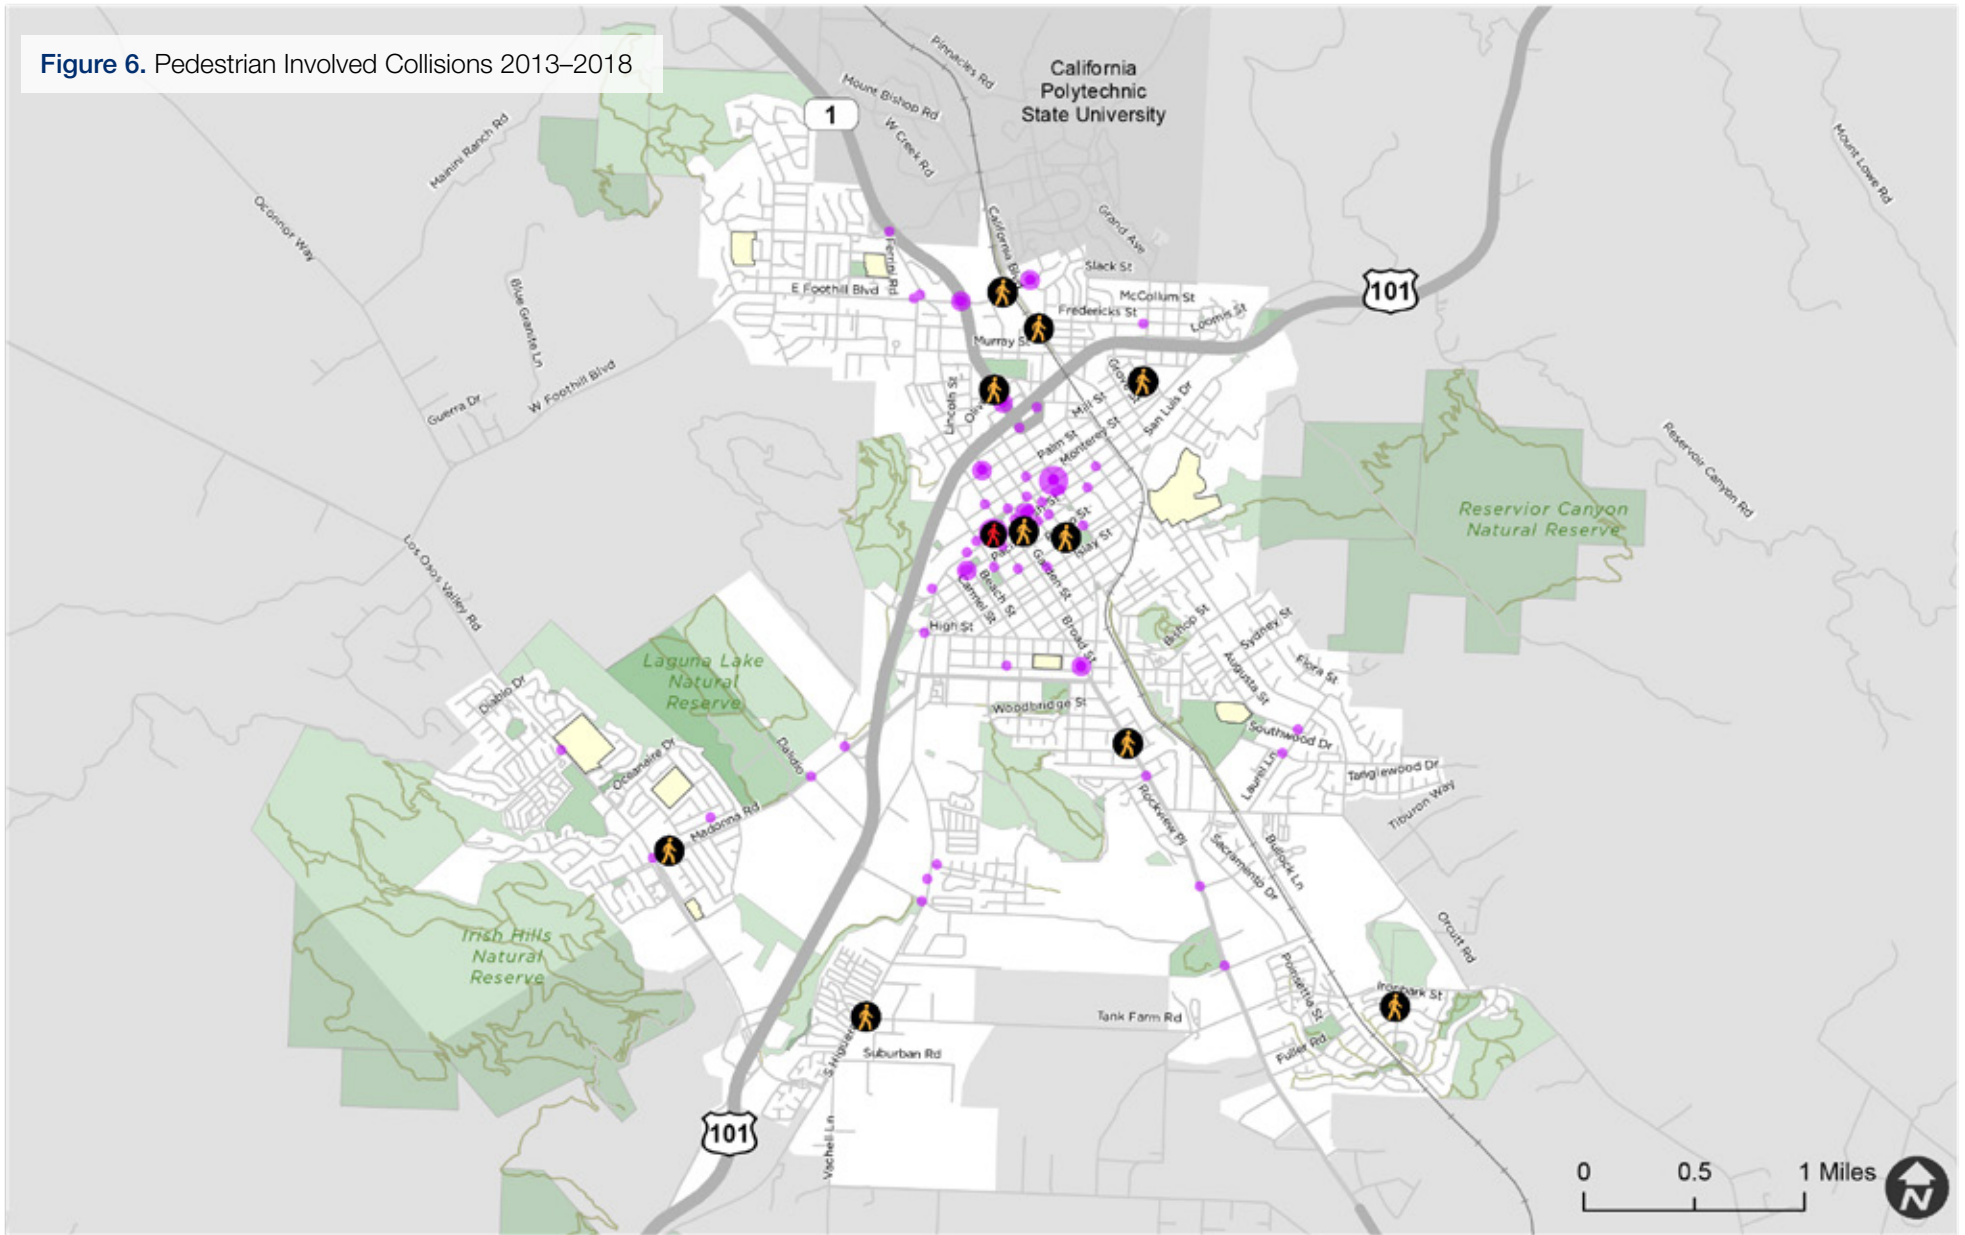 Figure 6. Pedestrian Involved Collisions 2013–2018
California
Polytechnic
State University
Pinnacles Rd
Mount Bishop Rd
W Creek Rd
1
Mainini Ranch Rd
Oconnor Way
Mount Lowe Rd
California Blvd
Grand Ave
Slack St
Ferrini Rd
E Foothill Blvd
McCollum St
Fredericks St
Loomis St
101
Blue Granite Ln
Murray St
W Foothill Blvd
Guerra Dr
Lincoln St
Mill St
San Luis Dr
Palm St
Monterey St
Reservoir Canyon Rd
Reservior Canyon
Natural Reserve
Islay St
Los Osos Valley Rd
Garden St
Beach St
Carmel St
High St
Broad St
Bishop St
Sydney St
Flora St
Augusta St
Laguna Lake
Natural
Reserve
Diablo Dr
Woodbridge St
Southwood Dr
Oceanaire Dr
Dalidio
Laurel Ln
Tanglewood Dr
Tiburon Way
Madonna Rd
Rockview Pl
Sacramento Dr
Bullock Ln
Orcutt Rd
Irish Hills
Natural
Reserve
Poinsettia St
Ironbark St
Tank Farm Rd
Fuller Rd
Suburban Rd
S Higuera
101
Vachell Ln
0 0.5 1 Miles
N